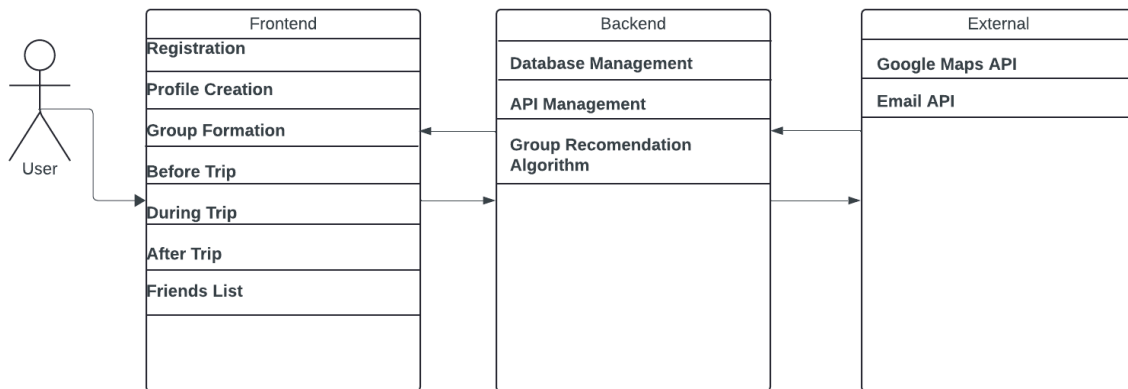 Frontend
Backend
External
User
Registration
Profile Creation
Group Formation
Before Trip
During Trip
After Trip
Friends List
Database Management
API Management
Group Recomendation
Algorithm
Google Maps API
Email API